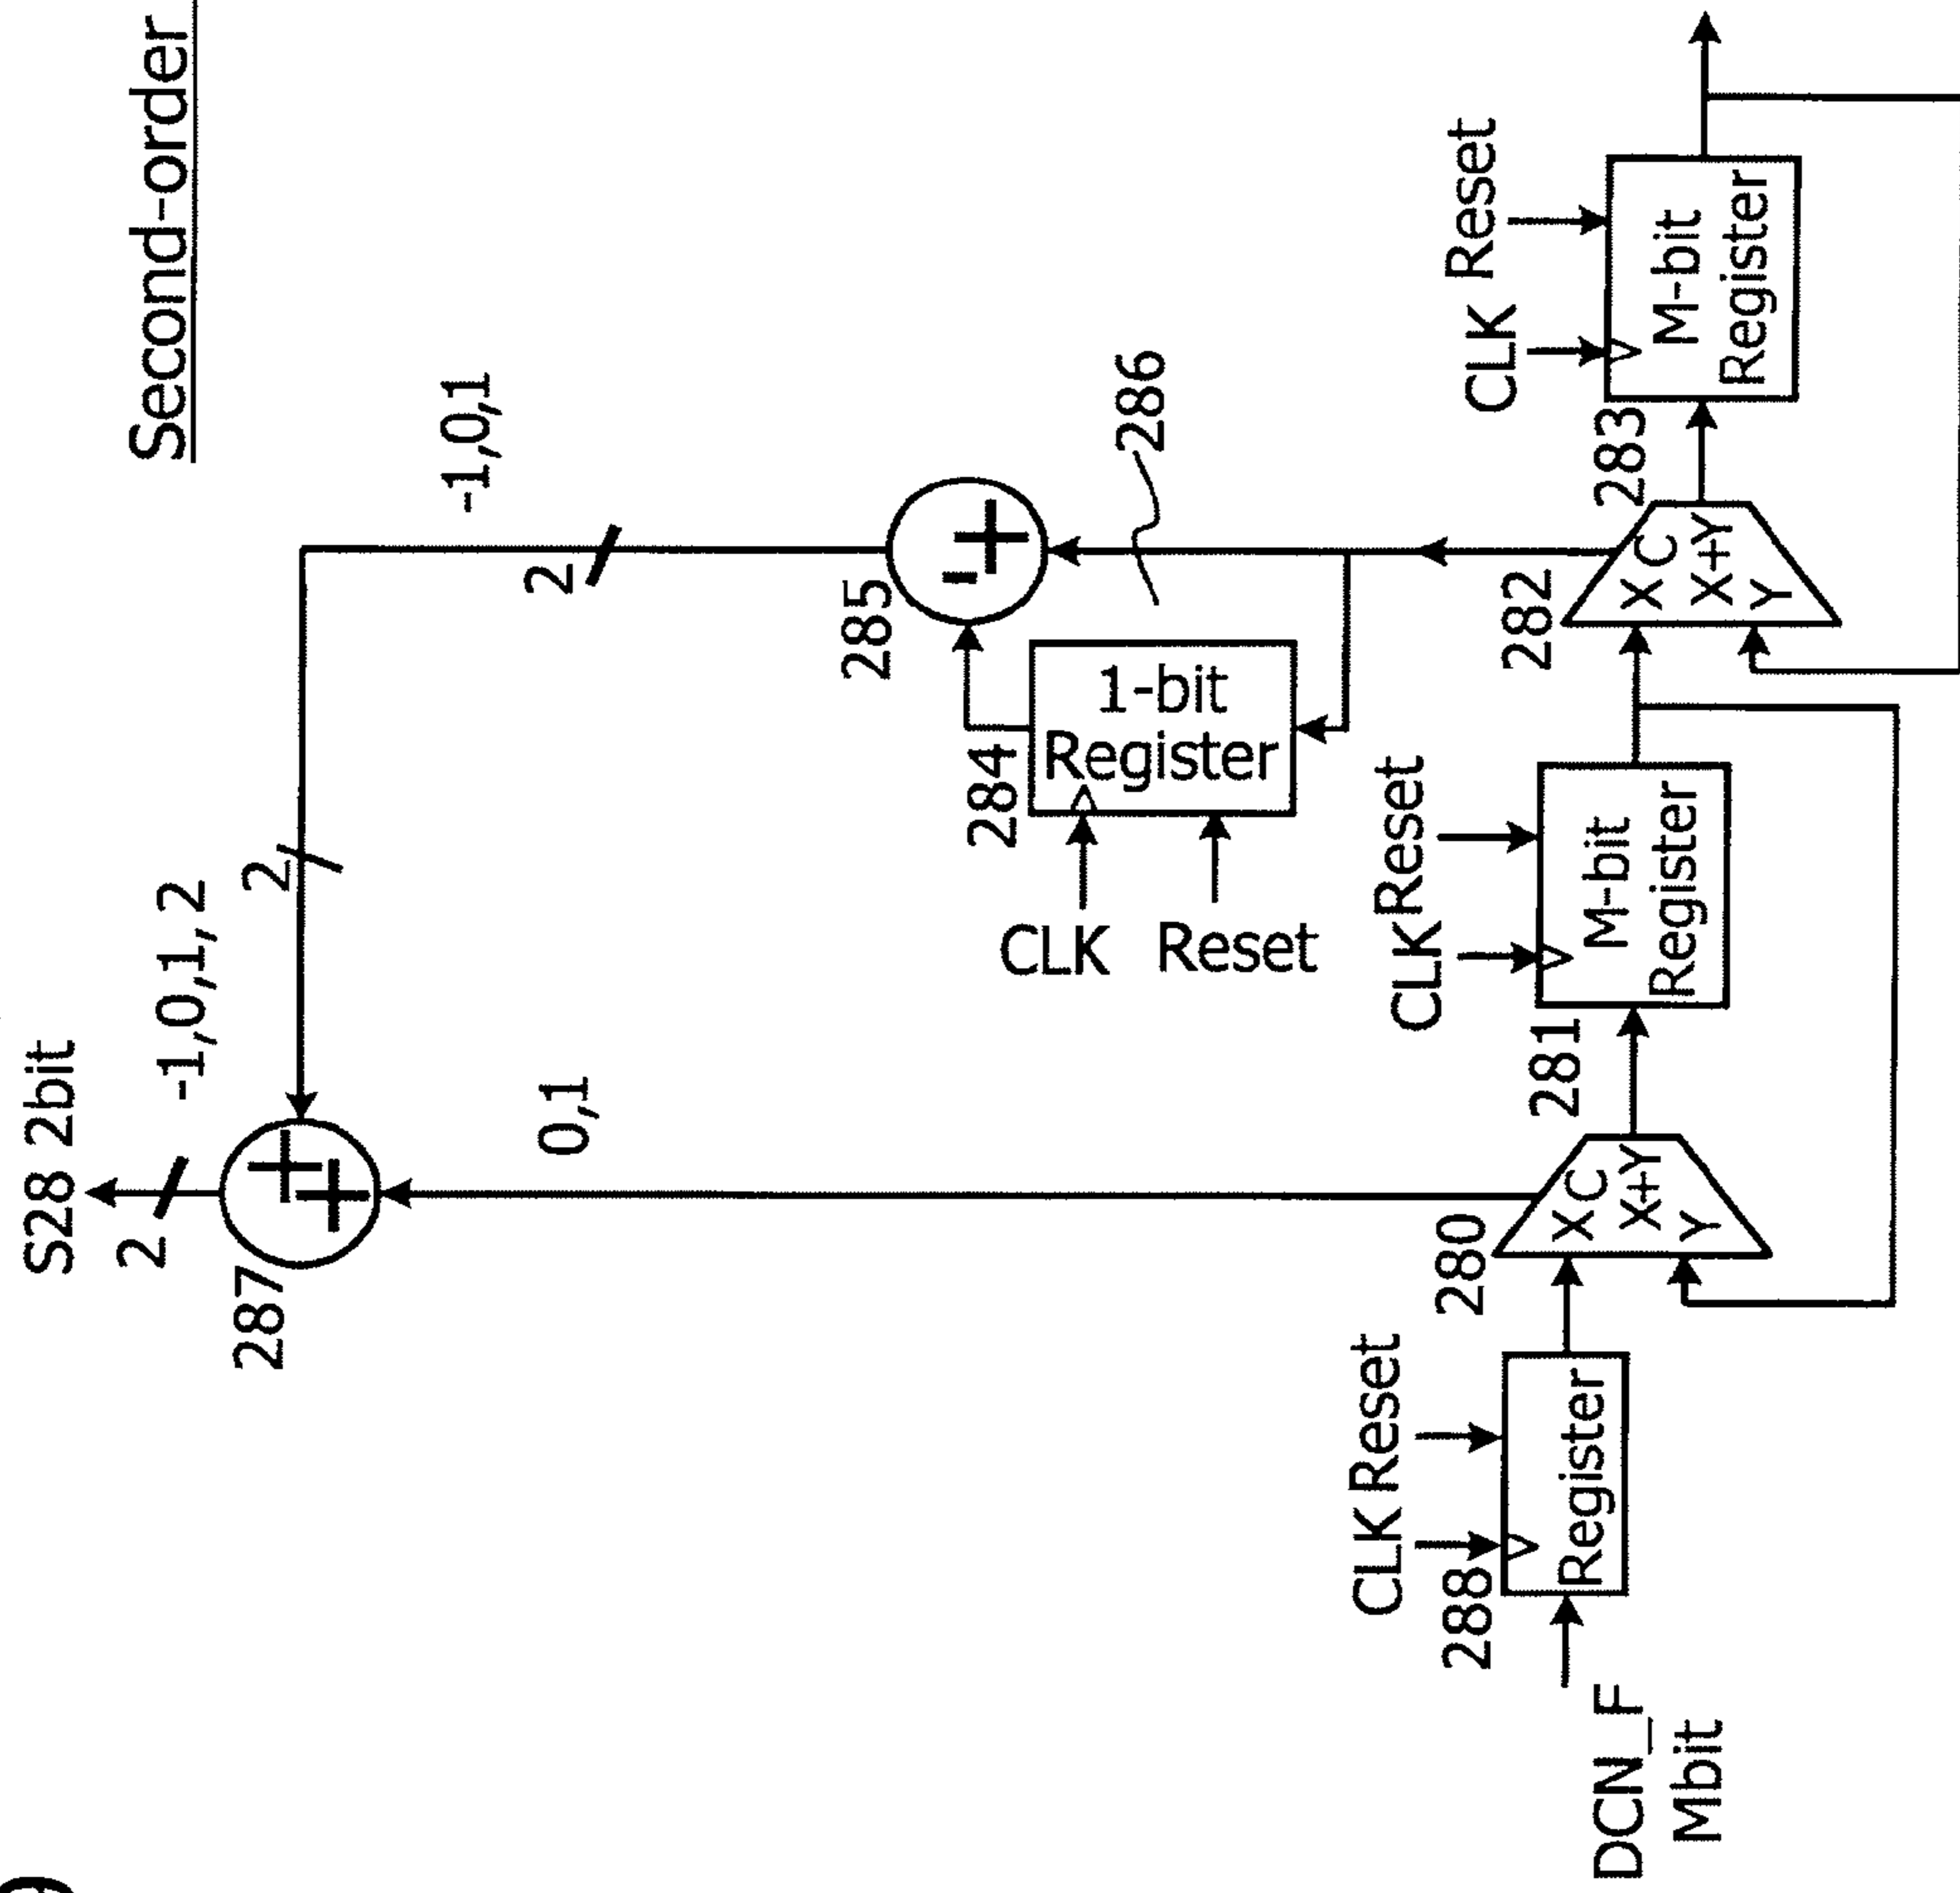 Second-order
S28 2bit
2
-1,0,1,2
2
-1,0,1
2
287
0,1
285
286
284
1-bit
Register
CLK
Reset
DCN_F
Mbit
288
CLK
Reset
Register
280
X C
X+Y
Y
281
CLK
Reset
M-bit
Register
282
X C
X+Y
Y
283
CLK
Reset
M-bit
Register